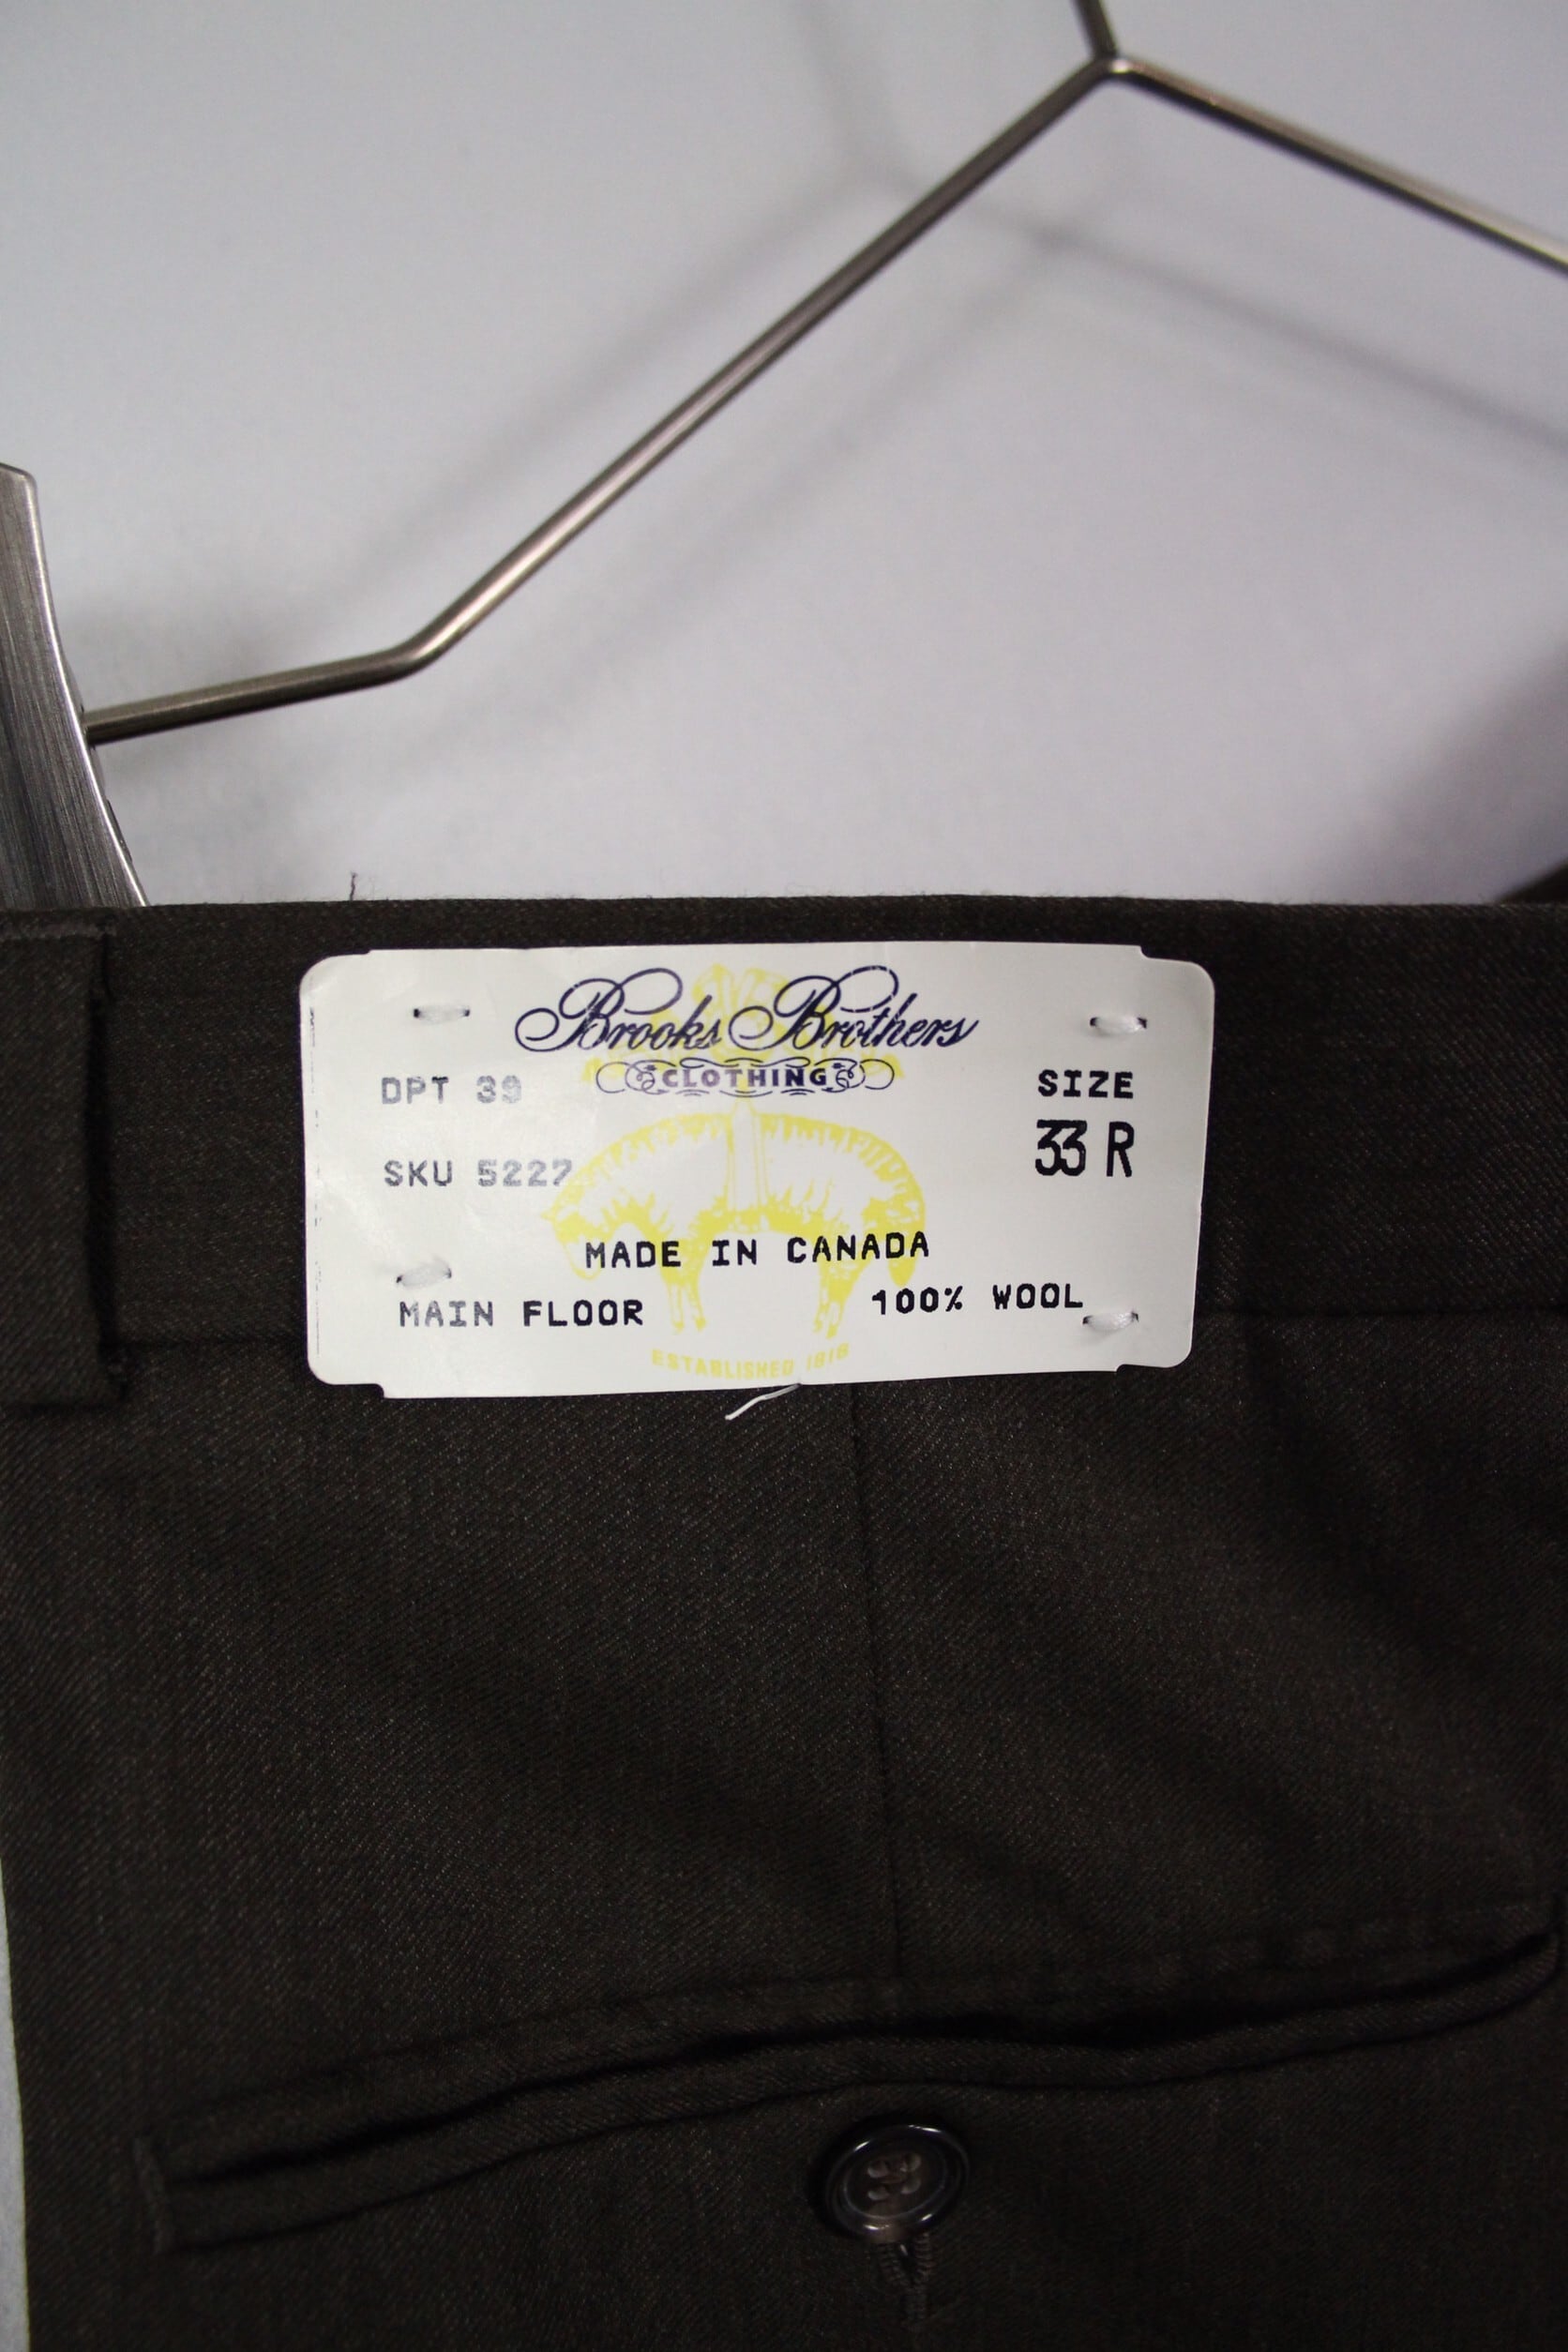 Brooks Brothers
CLOTHING
DPT 39
SIZE
33 R
SKU 5227
MADE IN CANADA
MAIN FLOOR
100% WOOL
ESTABLISHED 1818